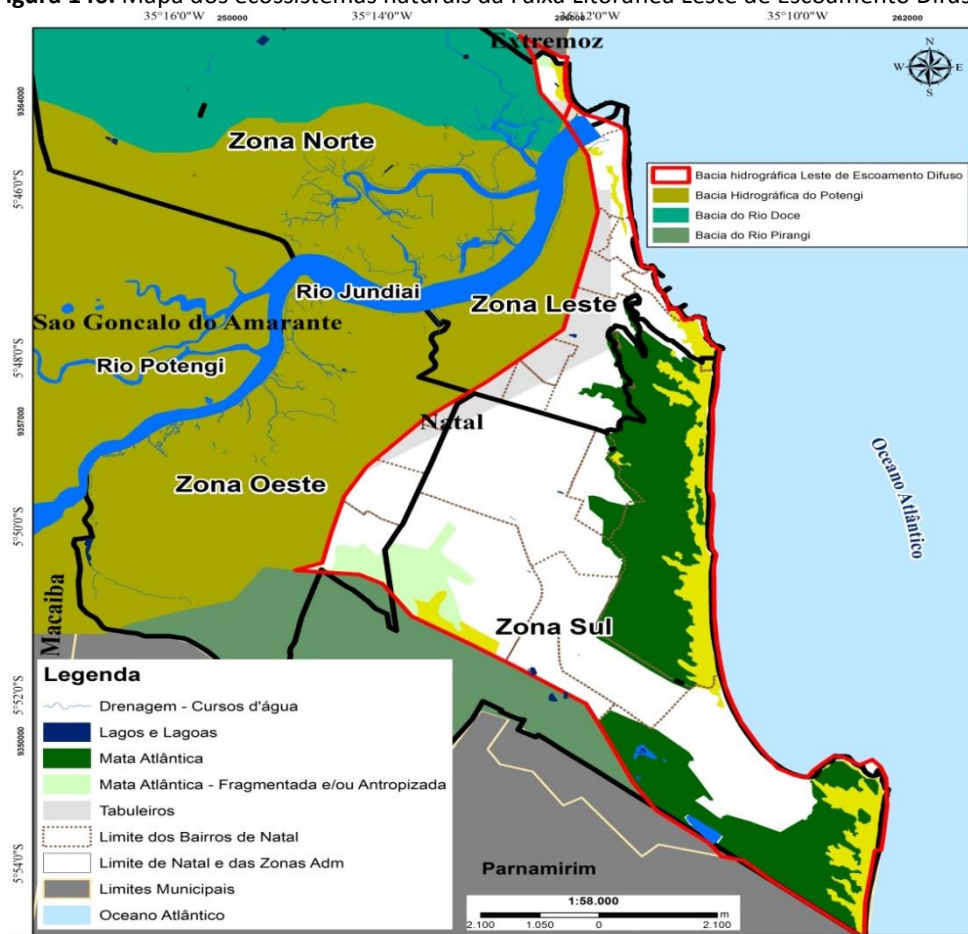 Figura 140: Mapa dos ecossistemas naturais da Faixa Litorânea Leste de Escoamento Difuso
35°16'0"W
250000
35°14'0"W
35°12'0"W
35°10'0"W
262000
Extremoz
N
W
E
S
9364000
Zona Norte
Bacia hidrográfica Leste de Escoamento Difuso
Bacia Hidrográfica do Potengi
Bacia do Rio Doce
Bacia do Rio Pirangi
5°46'0"S
Rio Jundiai
Zona Leste
Sao Goncalo do Amarante
5°48'0"S
Rio Potengi
9357000
Natal
Oceano Atlântico
Zona Oeste
5°50'0"S
Macaiba
Zona Sul
Legenda
Drenagem - Cursos d'água
Lagos e Lagoas
Mata Atlântica
Mata Atlântica - Fragmentada e/ou Antropizada
Tabuleiros
Limite dos Bairros de Natal
Limite de Natal e das Zonas Adm
Limites Municipais
Oceano Atlântico
5°52'0"S
9350000
5°54'0"S
Parnamirim
1:58.000
2.100
1.050
0
2.100
m